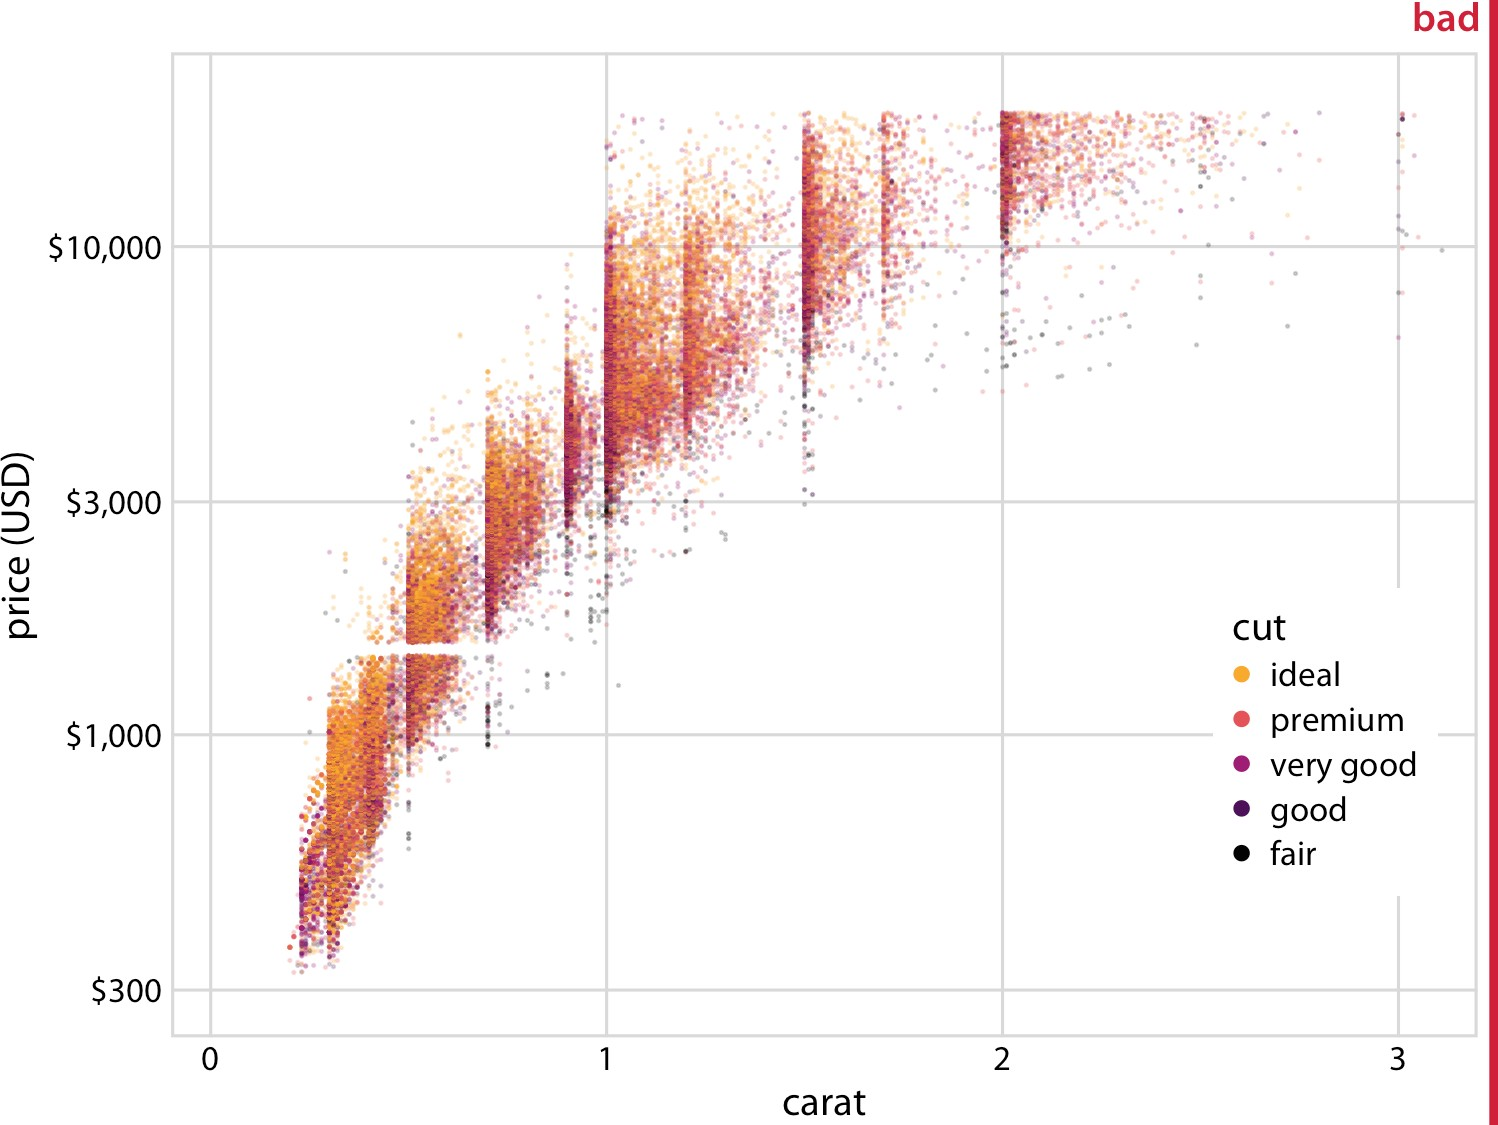 bad
$10,000
$3,000
$1,000
$300
price (USD)
0 1 2 3
carat
cut
ideal
premium
very good
good
fair